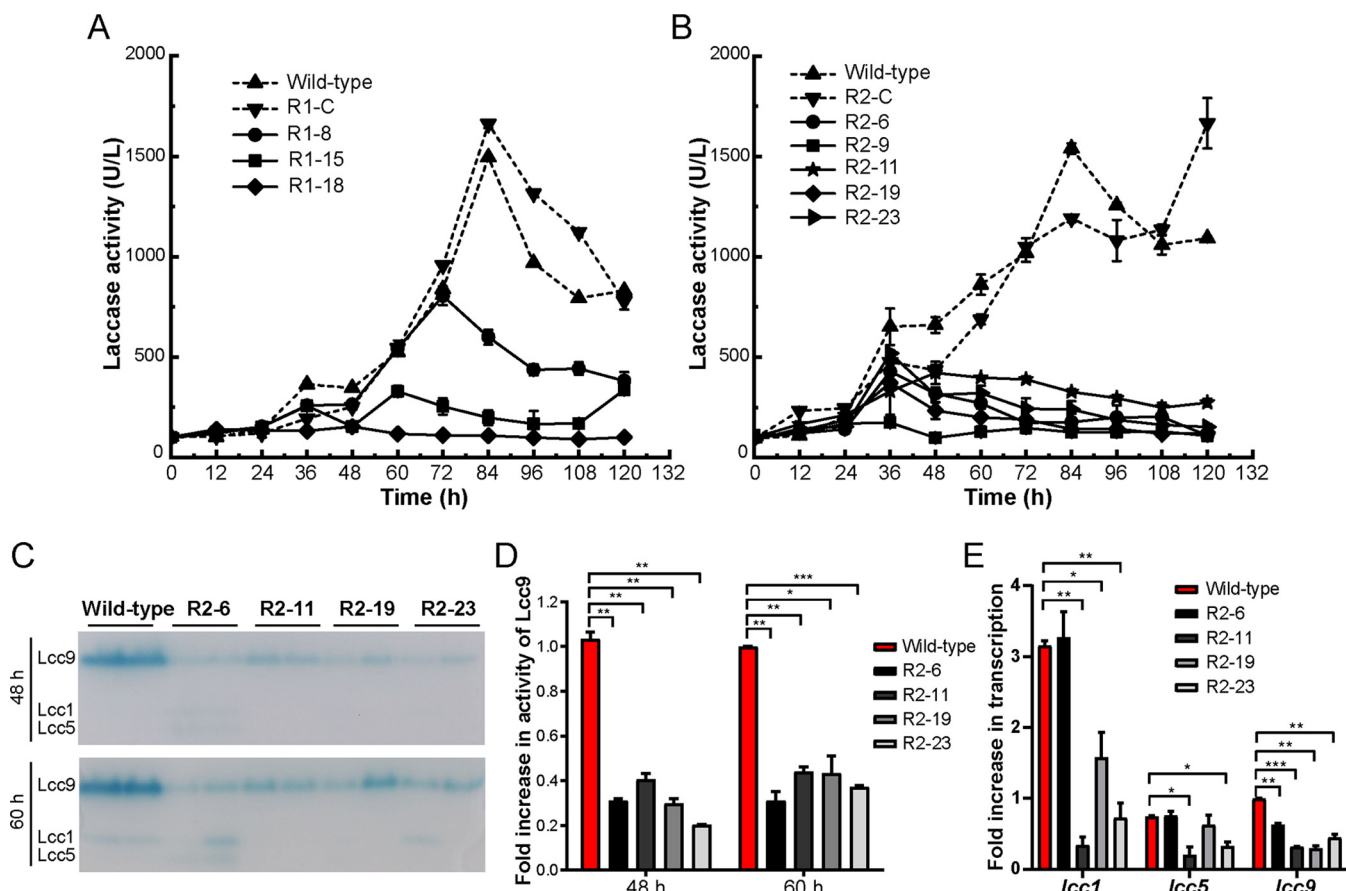 A
Laccase activity (U/L)
2000
1500
1000
500
0
Wild-type
R1-C
R1-8
R1-15
R1-18
0 12 24 36 48 60 72 84 96 108 120 132
Time (h)
B
Laccase activity (U/L)
2000
1500
1000
500
0
Wild-type
R2-C
R2-6
R2-9
R2-11
R2-19
R2-23
0 12 24 36 48 60 72 84 96 108 120 132
Time (h)
C
Wild-type R2-6 R2-11 R2-19 R2-23
48 h
Lcc9
Lcc1
Lcc5
60 h
Lcc9
Lcc1
Lcc5
D
Fold increase in activity of Lcc9
1.2
1.0
0.8
0.6
0.4
0.2
**
**
**
**
***
*
**
**
Wild-type
R2-6
R2-11
R2-19
R2-23
48 h 60 h
E
Fold increase in transcription
4
3
2
1
0
**
*
**
*
*
**
**
***
**
Wild-type
R2-6
R2-11
R2-19
R2-23
lcc1 lcc5 lcc9